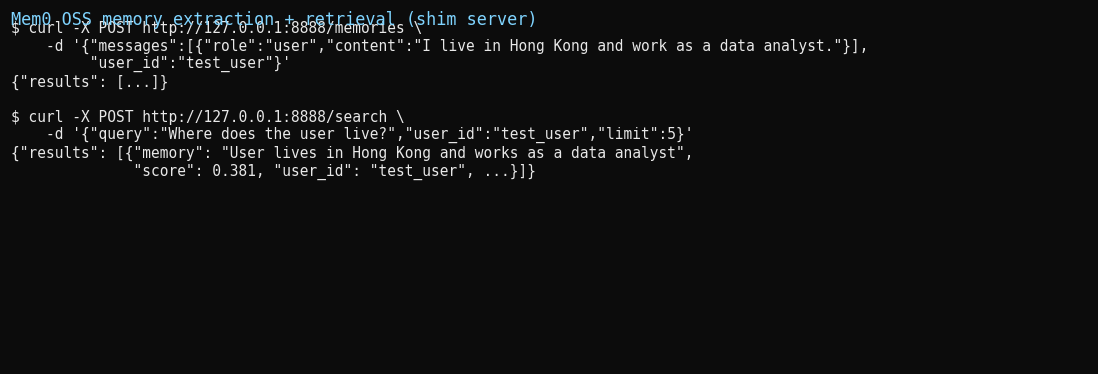 Mem0 OSS memory extraction + retrieval (shim server)
$ curl -X POST http://127.0.0.1:8888/memories \
    -d '{"messages":[{"role":"user","content":"I live in Hong Kong and work as a data analyst."}],
         "user_id":"test_user"}'
{"results": [...]}

$ curl -X POST http://127.0.0.1:8888/search \
    -d '{"query":"Where does the user live?","user_id":"test_user","limit":5}'
{"results": [{"memory": "User lives in Hong Kong and works as a data analyst",
              "score": 0.381, "user_id": "test_user", ...}]}